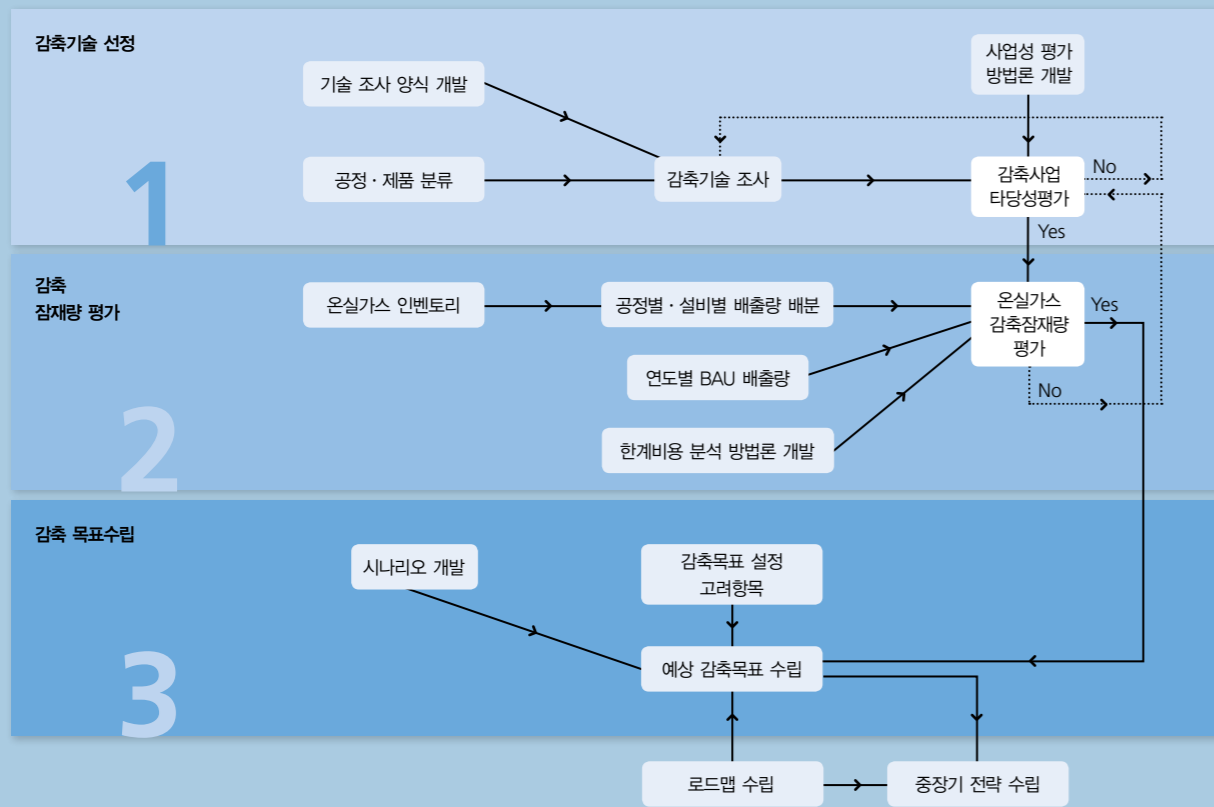 감축기술 선정
1
기술 조사 양식 개발
사업성 평가
방법론 개발
공정 · 제품 분류
감축기술 조사
감축사업
타당성평가
No
Yes
감축
잠재량 평가
2
온실가스 인벤토리
공정별 · 설비별 배출량 배분
온실가스
감축잠재량
평가
Yes
No
연도별 BAU 배출량
한계비용 분석 방법론 개발
감축 목표수립
3
시나리오 개발
감축목표 설정
고려항목
예상 감축목표 수립
로드맵 수립
중장기 전략 수립